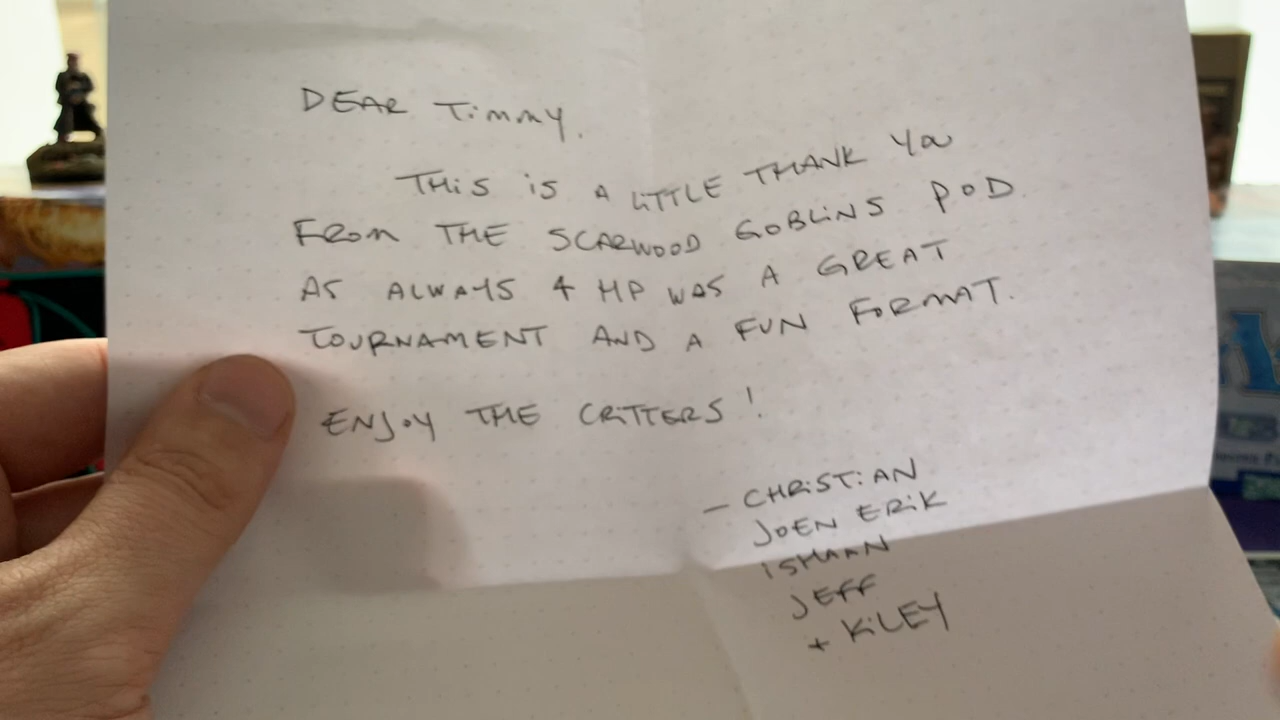 DEAR TiMMY.
THiS iS A LiTTLE THANK YOU
FROM THE SCARWOOD GOBLiNS POD
AS ALWAYS 4 HP WAS A GREAT
TOURNAMENT AND A FUN FORMAT.
ENJOY THE CRiTTERS!
— CHRiSTiAN
JOEN ERiK
iSHAAN
JEFF
+ KiLEY